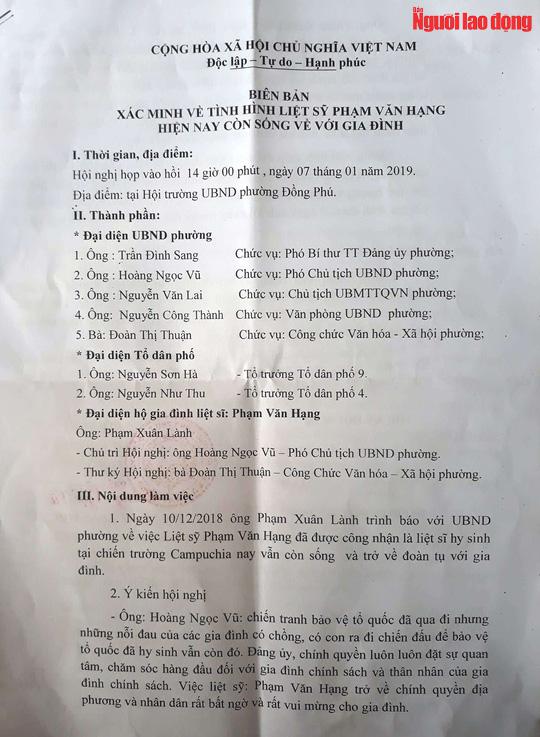 Báo
Người lao động
CỘNG HÒA XÃ HỘI CHỦ NGHĨA VIỆT NAM
Độc lập – Tự do – Hạnh phúc
BIÊN BẢN
XÁC MINH VỀ TÌNH HÌNH LIỆT SỸ PHẠM VĂN HẠNG
HIỆN NAY CÒN SỐNG VỀ VỚI GIA ĐÌNH
I. Thời gian, địa điểm:
Hội nghị họp vào hồi 14 giờ 00 phút , ngày 07 tháng 01 năm 2019.
Địa điểm: tại Hội trường UBND phường Đồng Phú.
II. Thành phần:
* Đại diện UBND phường
1. Ông : Trần Đình Sang Chức vụ: Phó Bí thư TT Đảng ủy phường;
2. Ông : Hoàng Ngọc Vũ Chức vụ: Phó Chủ tịch UBND phường;
3. Ông : Nguyễn Văn Lai Chức vụ: Chủ tịch UBMTTQVN phường;
4. Ông: Nguyễn Công Thành Chức vụ: Văn phòng UBND phường;
5. Bà: Đoàn Thị Thuận Chức vụ: Công chức Văn hóa - Xã hội phường;
* Đại diện Tổ dân phố
1. Ông: Nguyễn Sơn Hà - Tổ trưởng Tổ dân phố 9.
2. Ông: Nguyễn Như Thu - Tổ trưởng Tổ dân phố 4.
* Đại diện hộ gia đình liệt sĩ: Phạm Văn Hạng
Ông: Phạm Xuân Lành
- Chủ trì Hội nghị: ông Hoàng Ngọc Vũ – Phó Chủ tịch UBND phường.
- Thư ký Hội nghị: bà Đoàn Thị Thuận – Công Chức Văn hóa – Xã hội phường.
III. Nội dung làm việc
1. Ngày 10/12/2018 ông Phạm Xuân Lành trình báo với UBND
phường về việc Liệt sỹ Phạm Văn Hạng đã được công nhận là liệt sĩ hy sinh
tại chiến trường Campuchia nay vẫn còn sống và trở về đoàn tụ với gia
đình.
2. Ý kiến hội nghị
- Ông: Hoàng Ngọc Vũ: chiến tranh bảo vệ tổ quốc đã qua đi nhưng
những nỗi đau của các gia đình có chồng, có con ra đi chiến đấu để bảo vệ
tổ quốc đã hy sinh vẫn còn đó. Đảng ủy, chính quyền luôn luôn đặt sự quan
tâm, chăm sóc hàng đầu đối với gia đình chính sách và thân nhân của gia
đình chính sách. Việc liệt sỹ: Phạm Văn Hạng trở về chính quyền địa
phương và nhân dân rất bất ngờ và rất vui mừng cho gia đình.